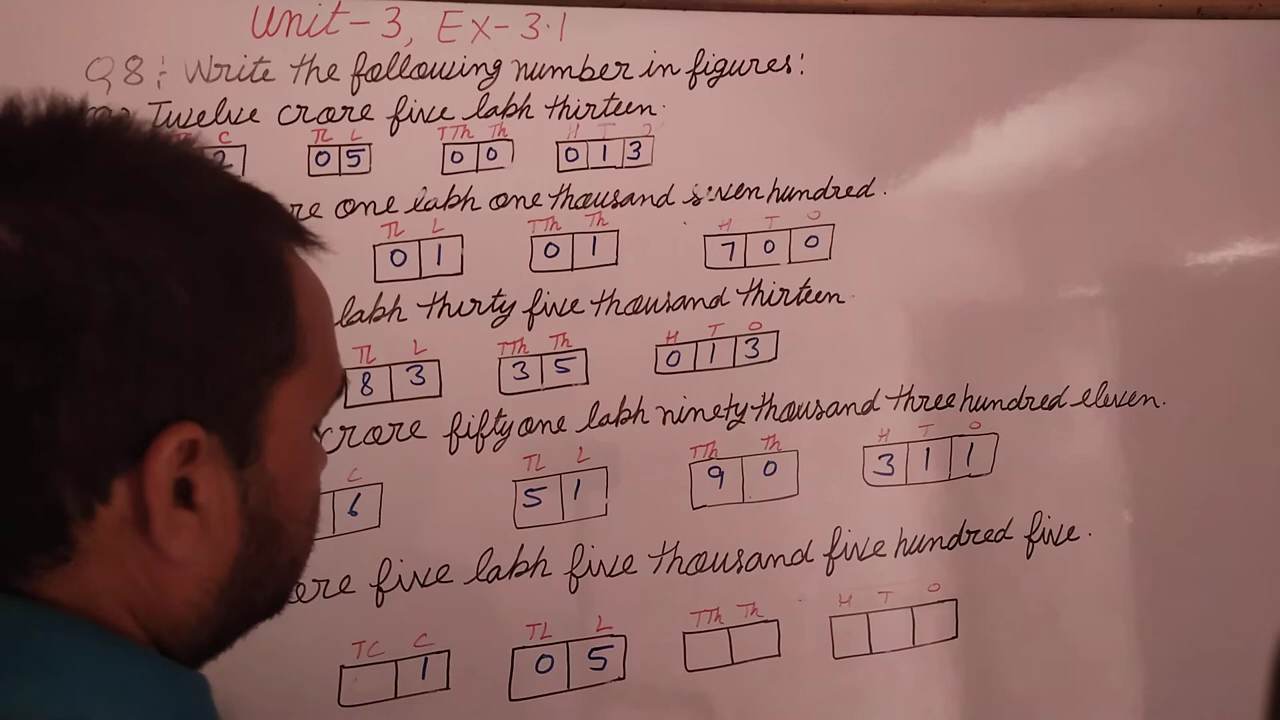 Unit-3, Ex-3.1
Q8: Write the following number in figures:
Twelve crore five lakh thirteen.
C TL L TTh Th H T O
2 0 5 0 0 0 1 3
one lakh one thousand seven hundred.
TL L TTh Th H T O
0 1 0 1 7 0 0
lakh thirty five thousand thirteen
TL L TTh Th H T O
8 3 3 5 0 1 3
crore fifty one lakh ninety thousand three hundred eleven.
C TL L TTh Th H T O
6 5 1 9 0 3 1 1
five lakh five thousand five hundred five.
TC C TL L TTh Th H T O
1 0 5